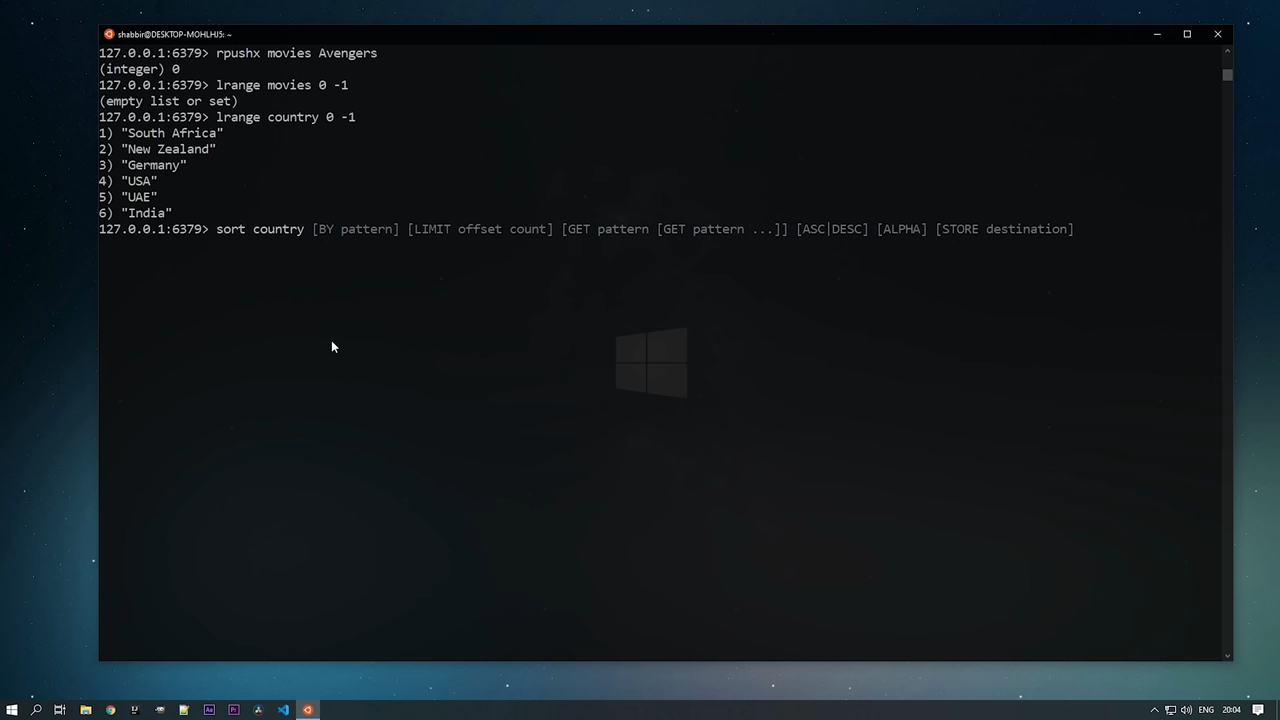 shabbir@DESKTOP-MOHLHJ5: ~
127.0.0.1:6379> rpushx movies Avengers
(integer) 0
127.0.0.1:6379> lrange movies 0 -1
(empty list or set)
127.0.0.1:6379> lrange country 0 -1
1) "South Africa"
2) "New Zealand"
3) "Germany"
4) "USA"
5) "UAE"
6) "India"
127.0.0.1:6379> sort country [BY pattern] [LIMIT offset count] [GET pattern [GET pattern ...]] [ASC|DESC] [ALPHA] [STORE destination]
ENG 20:04